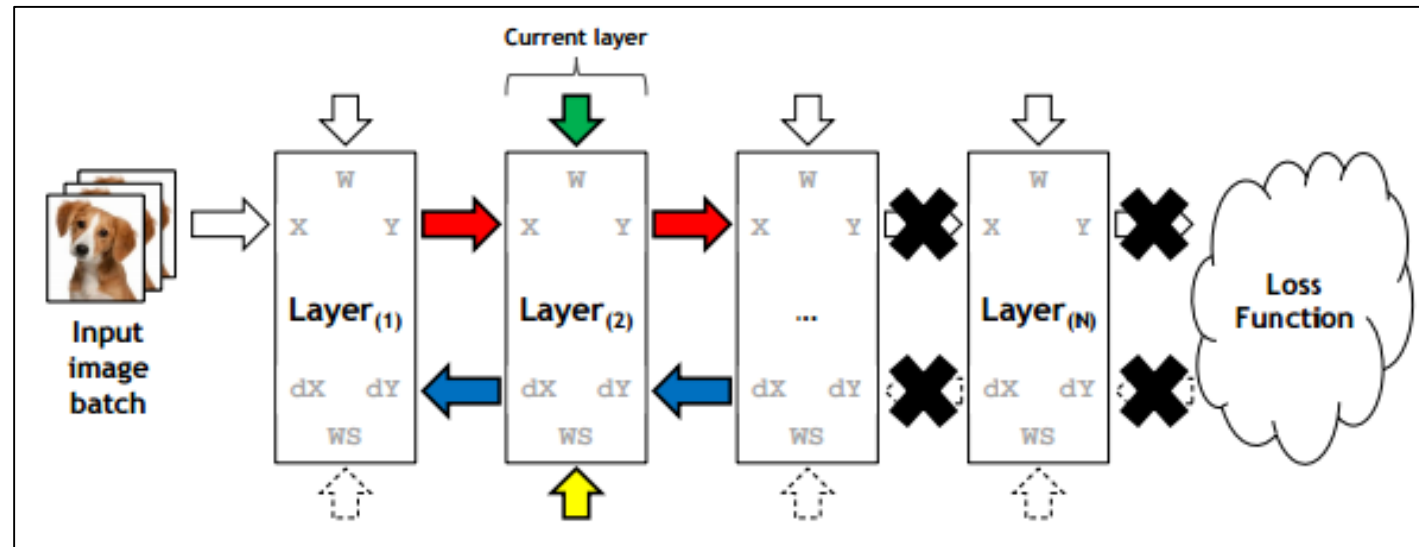 Current layer
W W W W
X Y X Y X Y X Y
Layer(1) Layer(2) ... Layer(N)
Loss
Function
Input
image
batch
dX dY dX dY dX dY dX dY
WS WS WS WS